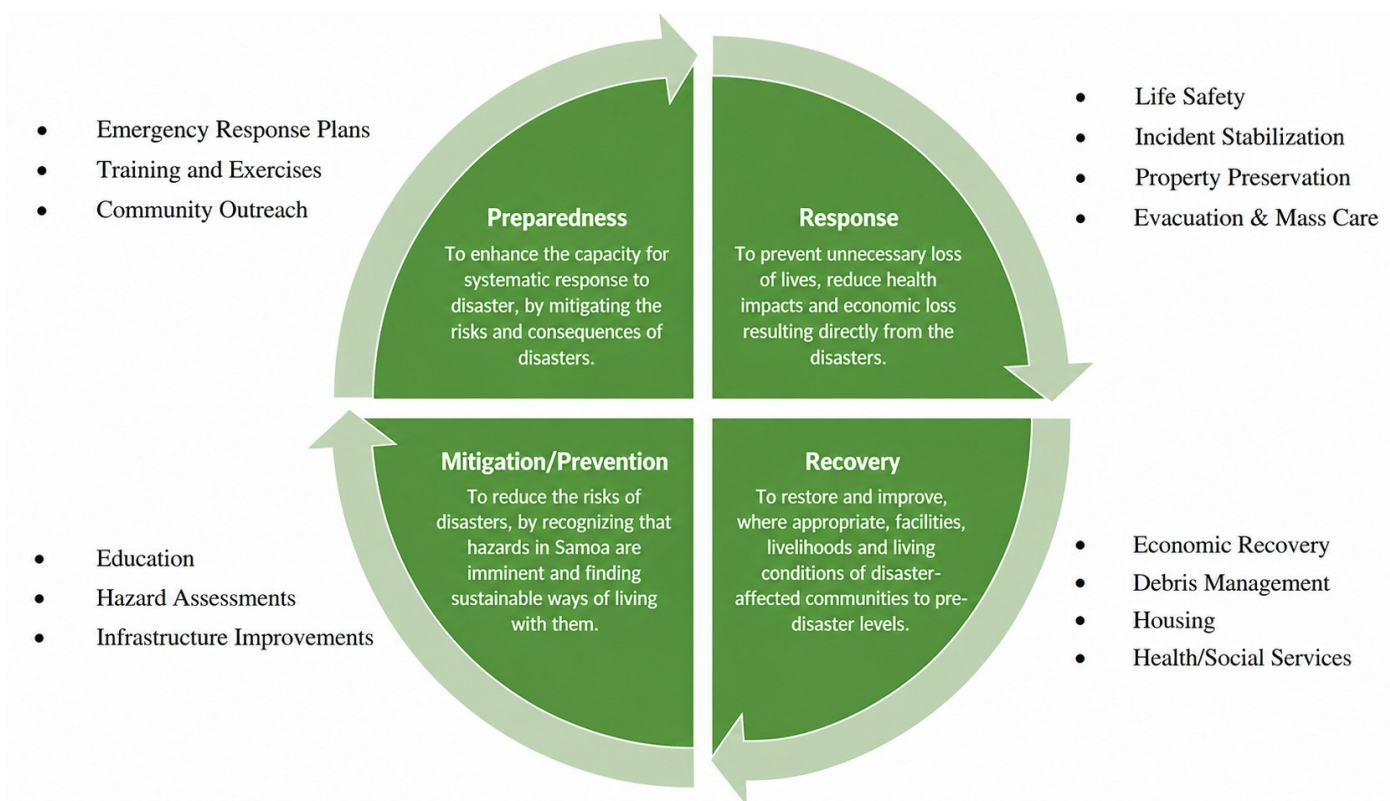 • Emergency Response Plans
• Training and Exercises
• Community Outreach
Preparedness
To enhance the capacity for
systematic response to
disaster, by mitigating the
risks and consequences of
disasters.
Response
To prevent unnecessary loss
of lives, reduce health
impacts and economic loss
resulting directly from the
disasters.
• Life Safety
• Incident Stabilization
• Property Preservation
• Evacuation & Mass Care
• Education
• Hazard Assessments
• Infrastructure Improvements
Mitigation/Prevention
To reduce the risks of
disasters, by recognizing that
hazards in Samoa are
imminent and finding
sustainable ways of living
with them.
Recovery
To restore and improve,
where appropriate, facilities,
livelihoods and living
conditions of disaster-
affected communities to pre-
disaster levels.
• Economic Recovery
• Debris Management
• Housing
• Health/Social Services